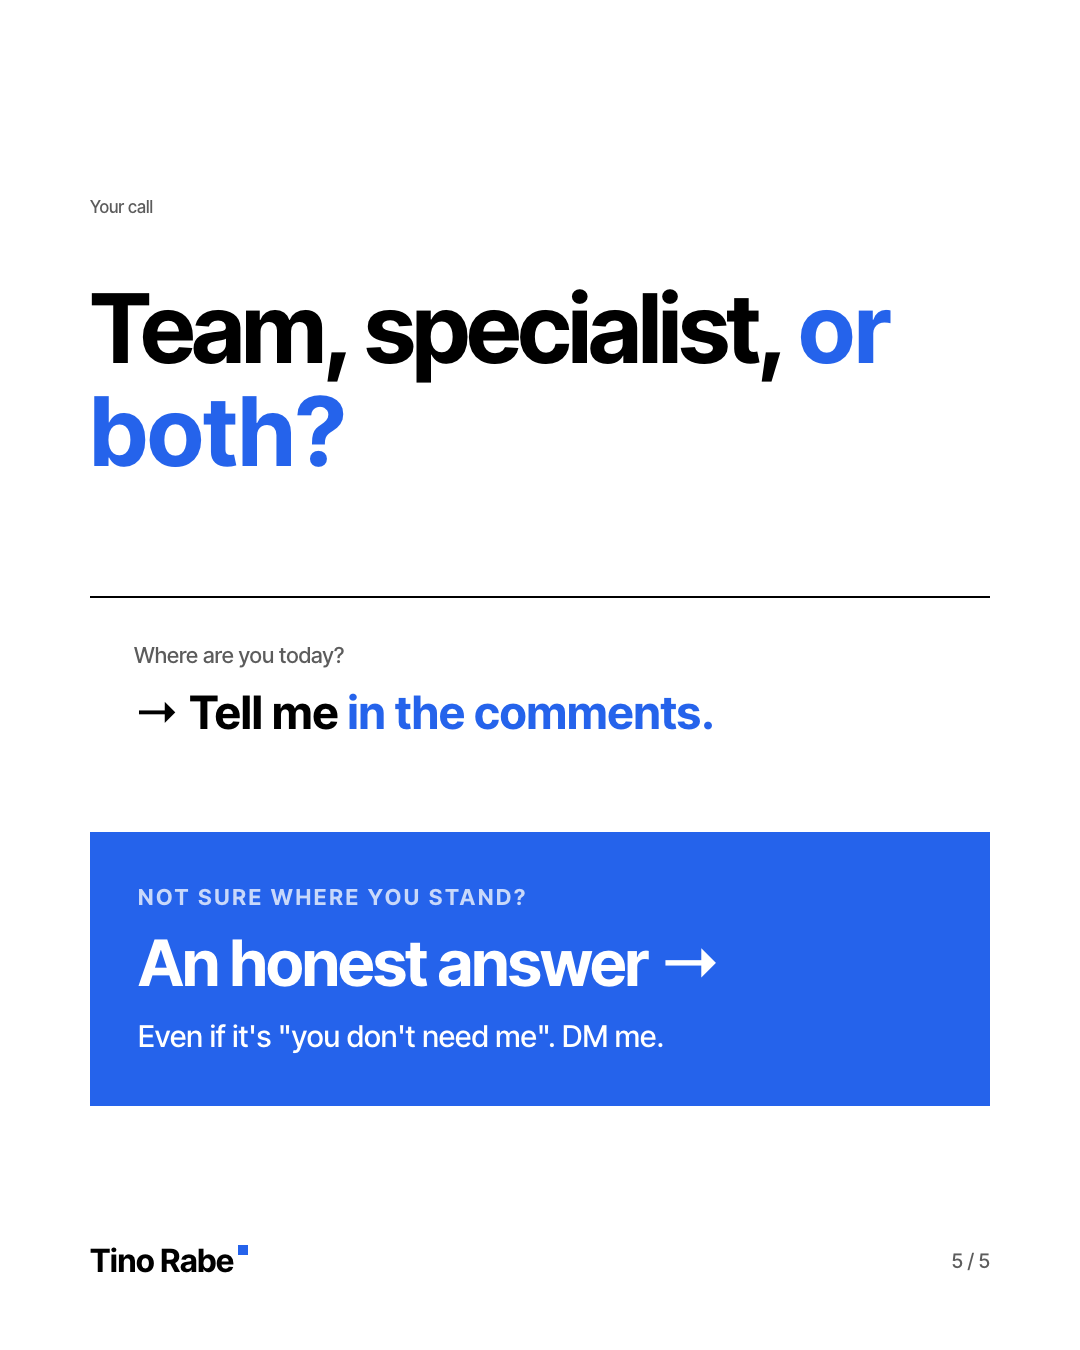 Your call
Team, specialist, or
both?
Where are you today?
→ Tell me in the comments.
NOT SURE WHERE YOU STAND?
An honest answer →
Even if it's "you don't need me". DM me.
Tino Rabe
5 / 5